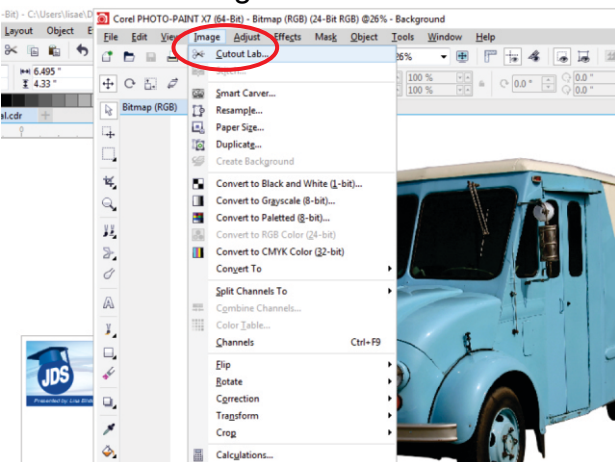 -Bit) - C:\Users\lisae\D
Corel PHOTO-PAINT X7 (64-Bit) - Bitmap (RGB) (24-Bit RGB) @26% - Background
Layout Object E
File Edit View Image Adjust Effects Mask Object Tools Window Help
Cutout Lab...
6.495 "
4.33 "
100 %
100 %
0.0 °
0.0 "
0.0 "
al.cdr
Bitmap (RGB)
Smart Carver...
Resample...
Paper Size...
Duplicate...
Create Background
Convert to Black and White (1-bit)...
Convert to Grayscale (8-bit)...
Convert to Paletted (8-bit)...
Convert to RGB Color (24-bit)
Convert to CMYK Color (32-bit)
Convert To
Split Channels To
Combine Channels...
Color Table...
Channels Ctrl+F9
Flip
Rotate
Correction
Transform
Crop
Calculations...
JDS